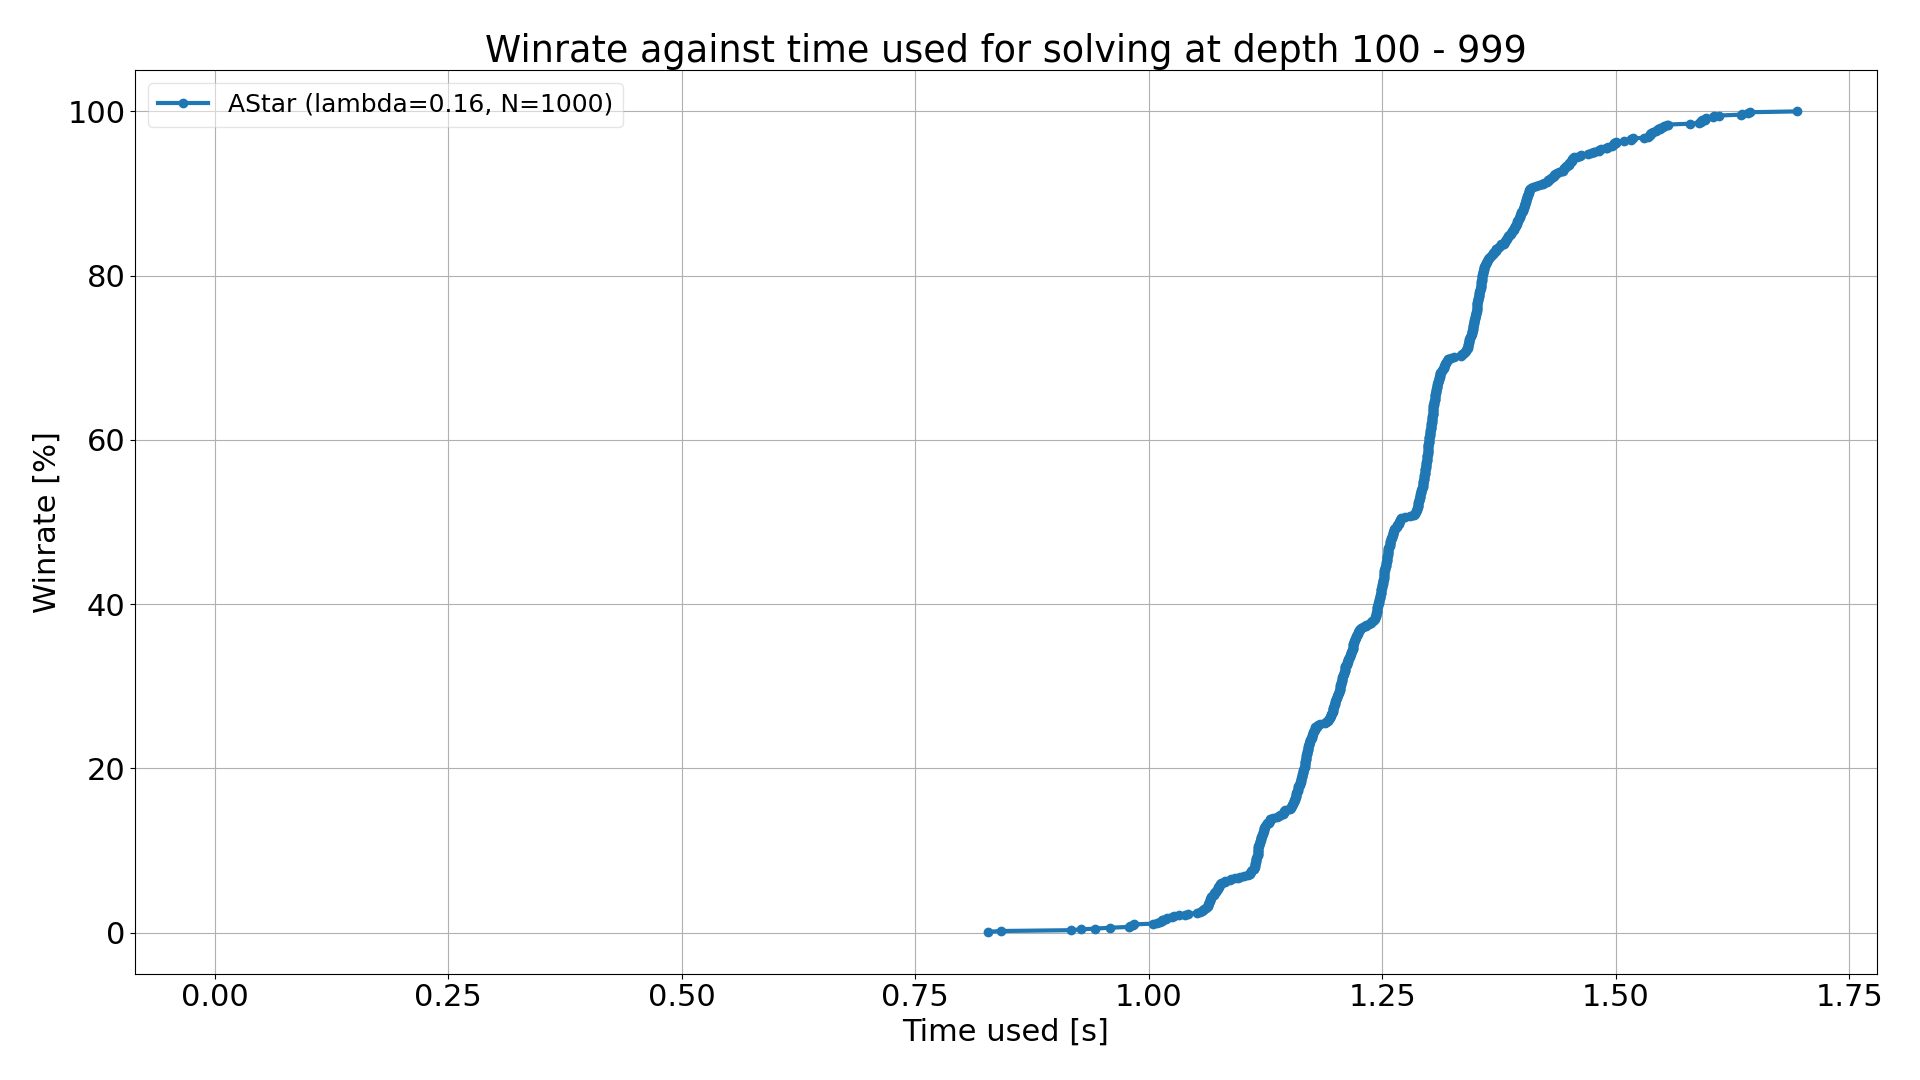 Winrate against time used for solving at depth 100 - 999
AStar (lambda=0.16, N=1000)
Winrate [%]
100
80
60
40
20
0
0.00 0.25 0.50 0.75 1.00 1.25 1.50 1.75
Time used [s]